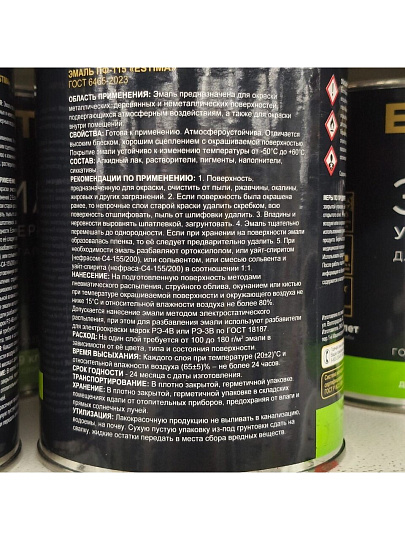 ЭМАЛЬ ПФ-115 «ESTIMA»
ГОСТ 6465-2023
ОБЛАСТЬ ПРИМЕНЕНИЯ: Эмаль предназначена для окраски
металлических, деревянных и неметаллических поверхностей,
подвергающихся атмосферным воздействиям, а также для окраски
внутри помещений.
СВОЙСТВА: Готова к применению. Атмосфероустойчива. Отличается
высоким блеском, хорошим сцеплением с окрашиваемой поверхностью.
Покрытие эмали устойчиво к изменению температуры от -50°С до +60°С
СОСТАВ: Алкидный лак, растворители, пигменты, наполнители,
сиккативы
РЕКОМЕНДАЦИИ ПО ПРИМЕНЕНИЮ: 1. Поверхность,
предназначенную для окраски, очистить от пыли, ржавчины, окалины,
жировых и других загрязнений. 2. Если поверхность была окрашена
ранее, то непрочные слои старой краски удалить скребком, всю
поверхность отшлифовать, пыль от шлифовки удалить. 3. Впадины и
неровности выровнять шпатлевкой, загрунтовать. 4. Эмаль тщательно
перемешать до однородности. Если при хранении на поверхности эмали
образовалась пленка, то её следует предварительно удалить. 5. При
необходимости эмаль разбавляют ортоксилолом, или уайт-спиритом
(нефрасом-С4-155/200), или сольвентом, или смесью сольвента и
уайт-спирита (нефраса-С4-155/200) в соотношении 1:1.
НАНЕСЕНИЕ: На подготовленную поверхность методами
пневматического распыления, струйного облива, окунанием или кистью
при температуре окрашиваемой поверхности и окружающего воздуха не
ниже 15°С и относительной влажности воздуха не более 80%.
Допускается нанесение эмали методом электростатического
распыления, при этом для разбавления эмали используют разбавители
для электроокраски марок РЭ-4В или РЭ-3В по ГОСТ 18187
РАСХОД: На один слой требуется от 100 до 180 г/м² эмали в
зависимости от её цвета, типа и состояния поверхности.
ВРЕМЯ ВЫСЫХАНИЯ: Каждого слоя при температуре (20±2)°С и
относительной влажности воздуха (65±5)% – не более 24 часов.
СРОК ГОДНОСТИ - 24 месяца с даты изготовления.
ТРАНСПОРТИРОВАНИЕ: В плотно закрытой, герметичной упаковке
ХРАНЕНИЕ: В плотно закрытой, герметичной упаковке в складских
помещениях вдали от отопительных приборов, предохраняя от влаги и
прямых солнечных лучей.
УТИЛИЗАЦИЯ: Лакокрасочную продукцию не выливать в канализацию,
водоемы, на почву. Сухую пустую упаковку из-под грунтовки сдать на
свалку, жидкие остатки передать в места сбора вредных веществ.